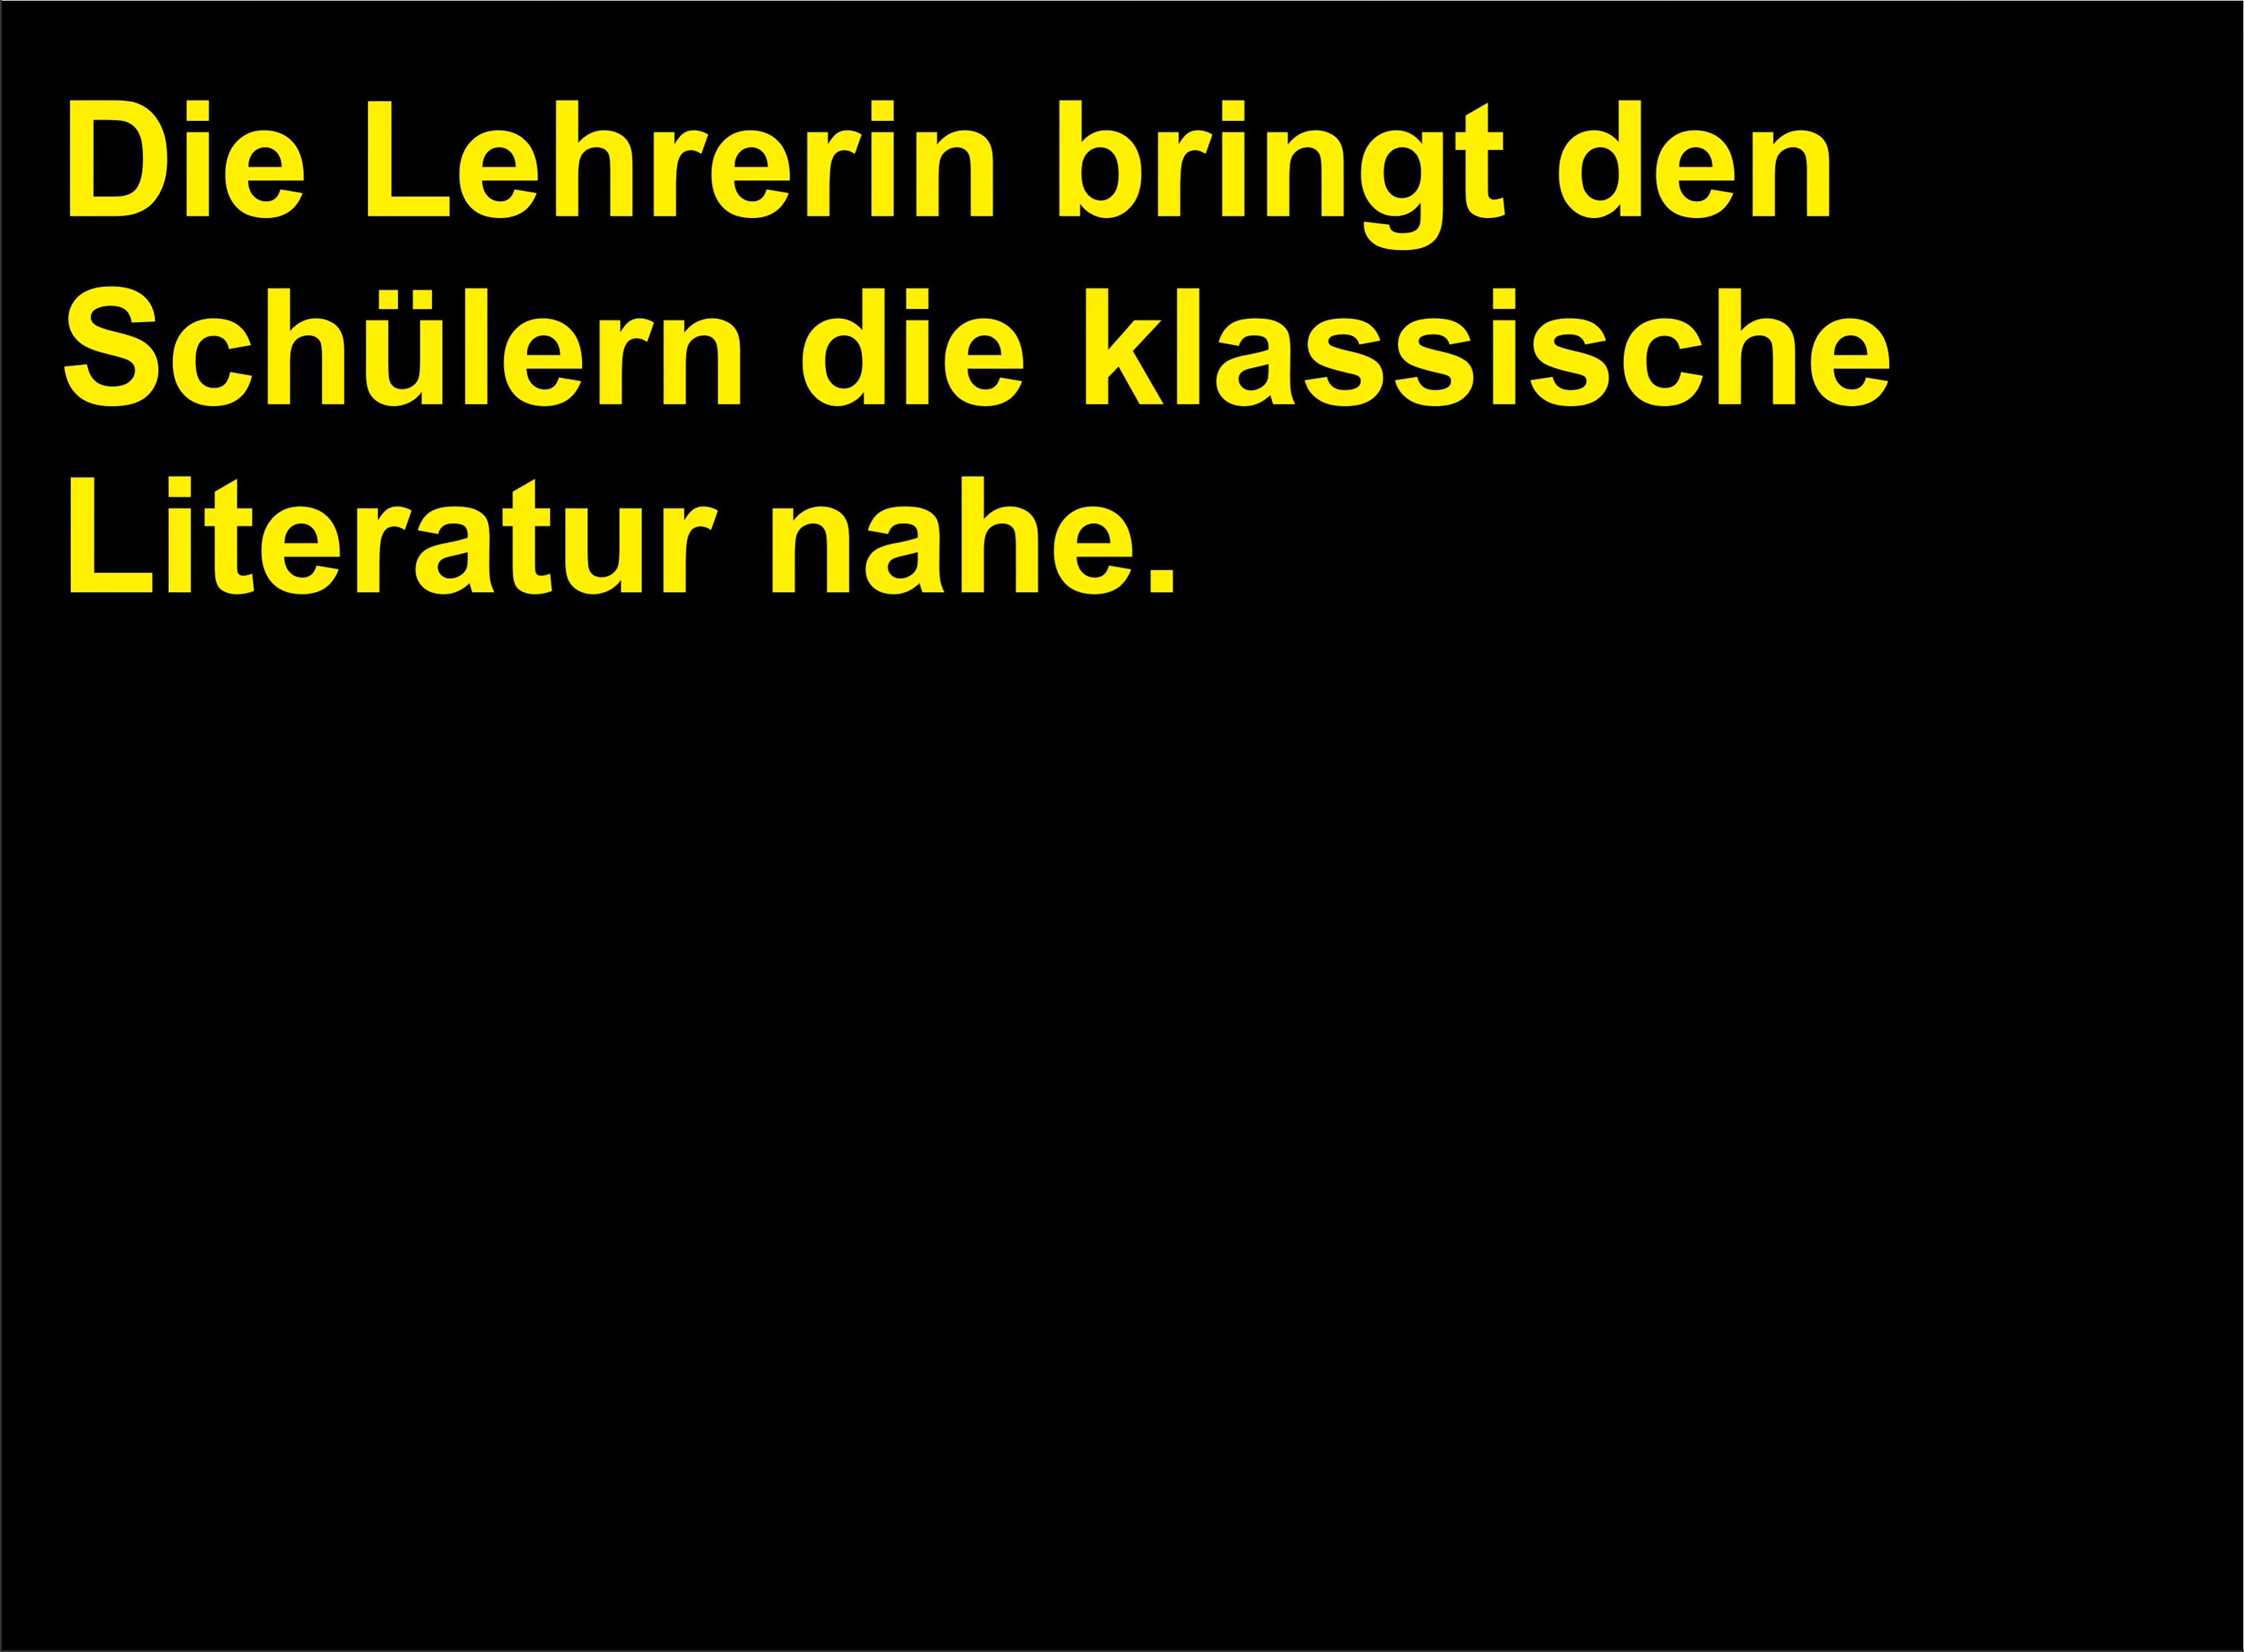 Die Lehrerin bringt den
Schülern die klassische
Literatur nahe.